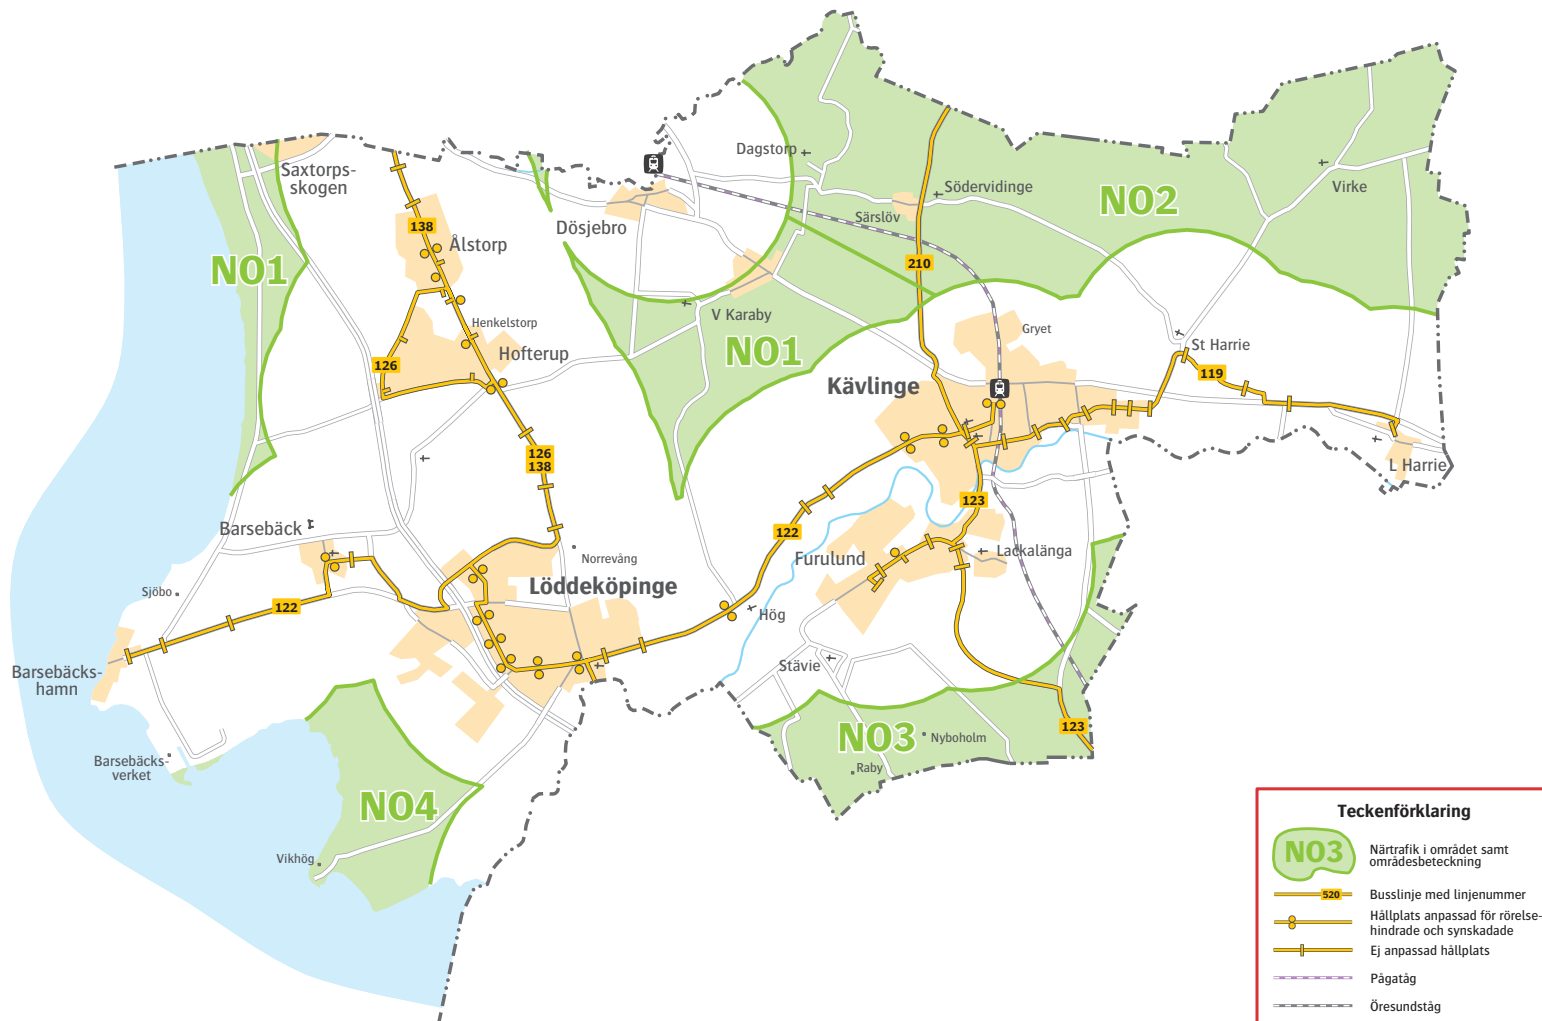 Dagstorp
Saxtorps-
skogen
Södervidinge
Virke
NO2
Särslöv
138
Dösjebro
Ålstorp
NO1
210
V Karaby
Henkelstorp
Gryet
NO1
Hofterup
St Harrie
126
119
Kävlinge
126
138
L Harrie
123
Barsebäck
122
Norrevång
Furulund
Lackalänga
Löddeköpinge
Sjöbo
122
Hög
Barsebäcks-
hamn
Stävie
123
NO3
Nyboholm
Barsebäcks-
verket
Raby
NO4
Vikhög
Teckenförklaring
NO3
Närtrafik i området samt
områdesbeteckning
520
Busslinje med linjenummer
Hållplats anpassad för rörelse-
hindrade och synskadade
Ej anpassad hållplats
Pågatåg
Öresundståg